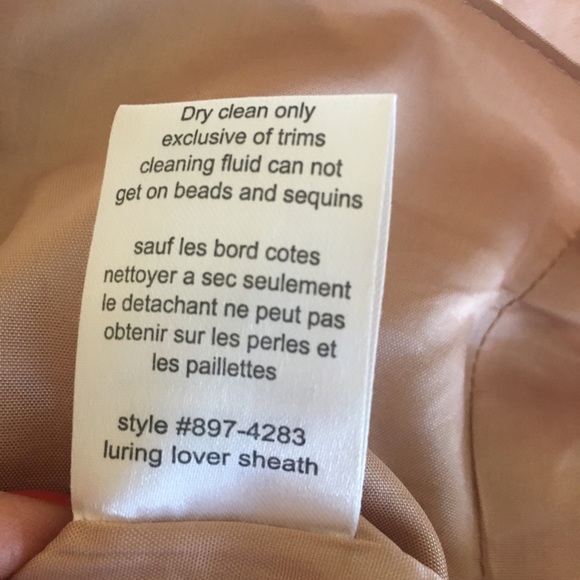 Dry clean only
exclusive of trims
cleaning fluid can not
get on beads and sequins
sauf les bord cotes
nettoyer a sec seulement
le detachant ne peut pas
obtenir sur les perles et
les paillettes
style #897-4283
luring lover sheath